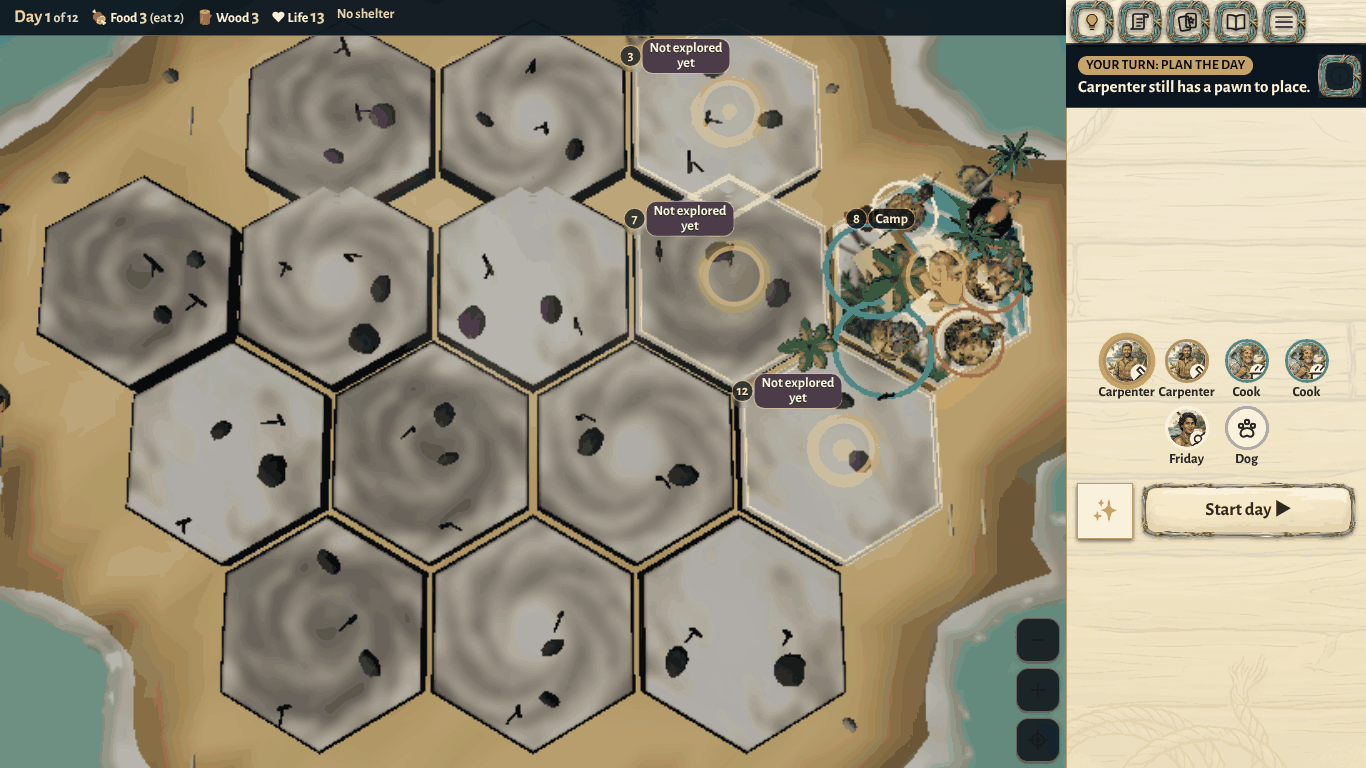 Day 1 of 12 Food 3 (eat 2) Wood 3 Life 13 No shelter
YOUR TURN: PLAN THE DAY
Carpenter still has a pawn to place.
3 Not explored
yet
7 Not explored
yet
8 Camp
12 Not explored
yet
Carpenter Carpenter Cook Cook
Friday Dog
Start day